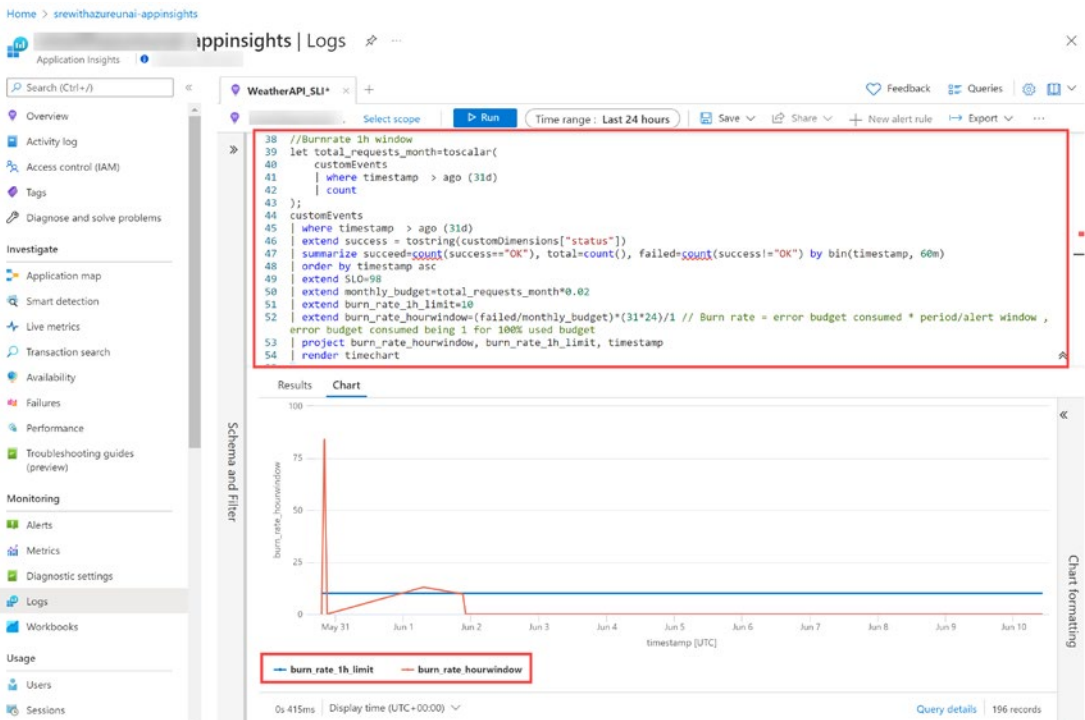 Home > srewithazureunai-appinsights
appinsights | Logs
Application Insights
Search (Ctrl+/)
Overview
Activity log
Access control (IAM)
Tags
Diagnose and solve problems
Investigate
Application map
Smart detection
Live metrics
Transaction search
Availability
Failures
Performance
Troubleshooting guides
(preview)
Monitoring
Alerts
Metrics
Diagnostic settings
Logs
Workbooks
Usage
Users
Sessions
WeatherAPI_SLI*
Feedback
Queries
Select scope
Run
Time range : Last 24 hours
Save
Share
New alert rule
Export
38 //Burnrate 1h window
39 let total_requests_month=toscalar(
40 customEvents
41 | where timestamp > ago (31d)
42 | count
43 );
44 customEvents
45 | where timestamp > ago (31d)
46 | extend success = tostring(customDimensions["status"])
47 | summarize succeed=count(success=="OK"), total=count(), failed=count(success!="OK") by bin(timestamp, 60m)
48 | order by timestamp asc
49 | extend SLO=98
50 | extend monthly_budget=total_requests_month*0.02
51 | extend burn_rate_1h_limit=10
52 | extend burn_rate_hourwindow=(failed/monthly_budget)*(31*24)/1 // Burn rate = error budget consumed * period/alert window ,
error budget consumed being 1 for 100% used budget
53 | project burn_rate_hourwindow, burn_rate_1h_limit, timestamp
54 | render timechart
Schema and Filter
Results
Chart
100
75
50
25
0
burn_rate_hourwindow
May 31
Jun 1
Jun 2
Jun 3
Jun 4
Jun 5
Jun 6
Jun 7
Jun 8
Jun 9
Jun 10
timestamp [UTC]
burn_rate_1h_limit
burn_rate_hourwindow
Chart formatting
0s 415ms
Display time (UTC+00:00)
Query details
196 records